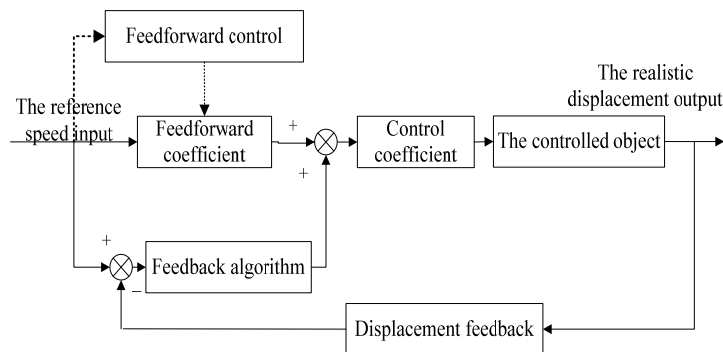 Feedforward control
The realistic
displacement output
The reference
speed input
Feedforward
coefficient
+
+
Control
coefficient
The controlled object
+
−
Feedback algorithm
Displacement feedback